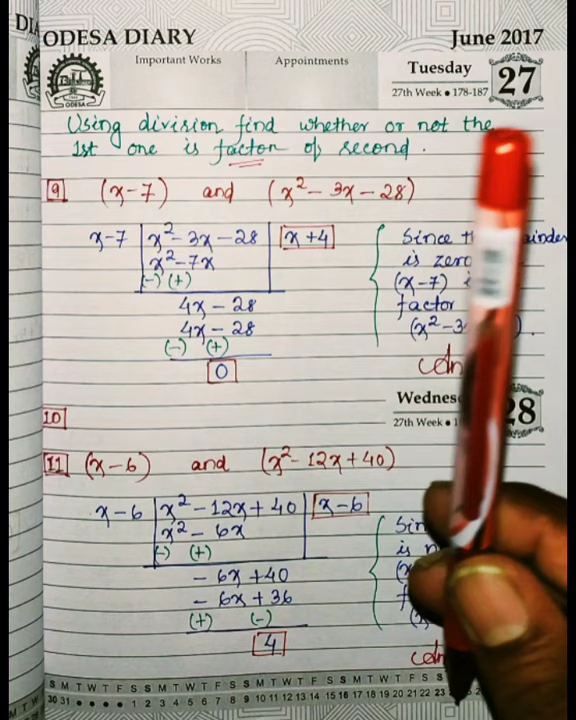 ODESA DIARY June 2017
Important Works Appointments Tuesday 27
27th Week • 178-187
Using division find whether or not the
1st one is factor of second.
9 (x-7) and (x²-3x-28)
x-7 x²-3x-28 x+4
x²-7x
(-) (+)
4x-28
4x-28
(-) (+)
0
Since
is zero
(x-7)
factor
(x²-3
Ans
Wednes 28
27th Week •
10
11 (x-6) and (x²-12x+40)
x-6 x²-12x+40 x-6
x²-6x
(-) (+)
-6x+40
-6x+36
(+) (-)
4
Sin
is
Ans
S M T W T F S S M T W T F S S M T W T F S S M T W T F S S M T W T F
30 31 • • • • 1 2 3 4 5 6 7 8 9 10 11 12 13 14 15 16 17 18 19 20 21 22 23